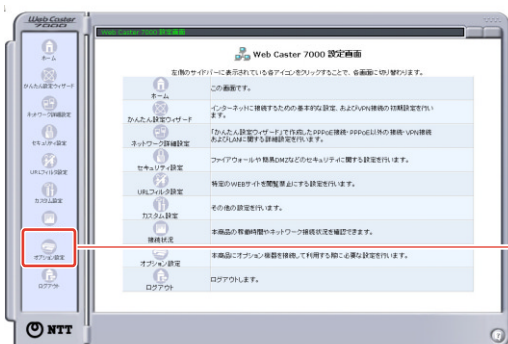 Web Caster
7000
Web Caster 7000 設定画面
Web Caster 7000 設定画面
左側のサイドバーに表示されている各アイコンをクリックすることで、各画面に切り替わります。
ホーム
かんたん設定ウィザード
ネットワーク詳細設定
セキュリティ設定
URLフィルタ設定
カスタム設定
オプション設定
ログアウト
ホーム
この画面です。
かんたん設定ウィザード
インターネットに接続するための基本的な設定、およびVPN接続の初期設定を行います。
ネットワーク詳細設定
「かんたん設定ウィザード」で作成したPPPoE接続・PPPoE以外の接続・VPN接続
およびLANに関する詳細設定を行います。
セキュリティ設定
ファイアウォールや簡易DMZなどのセキュリティに関する設定を行います。
URLフィルタ設定
特定のWEBサイトを閲覧禁止にする設定を行います。
カスタム設定
その他の設定を行います。
接続状況
本商品の稼働時間やネットワーク接続状況を確認できます。
オプション設定
本商品にオプション機器を接続して利用する際に必要な設定を行います。
ログアウト
ログアウトします。
NTT